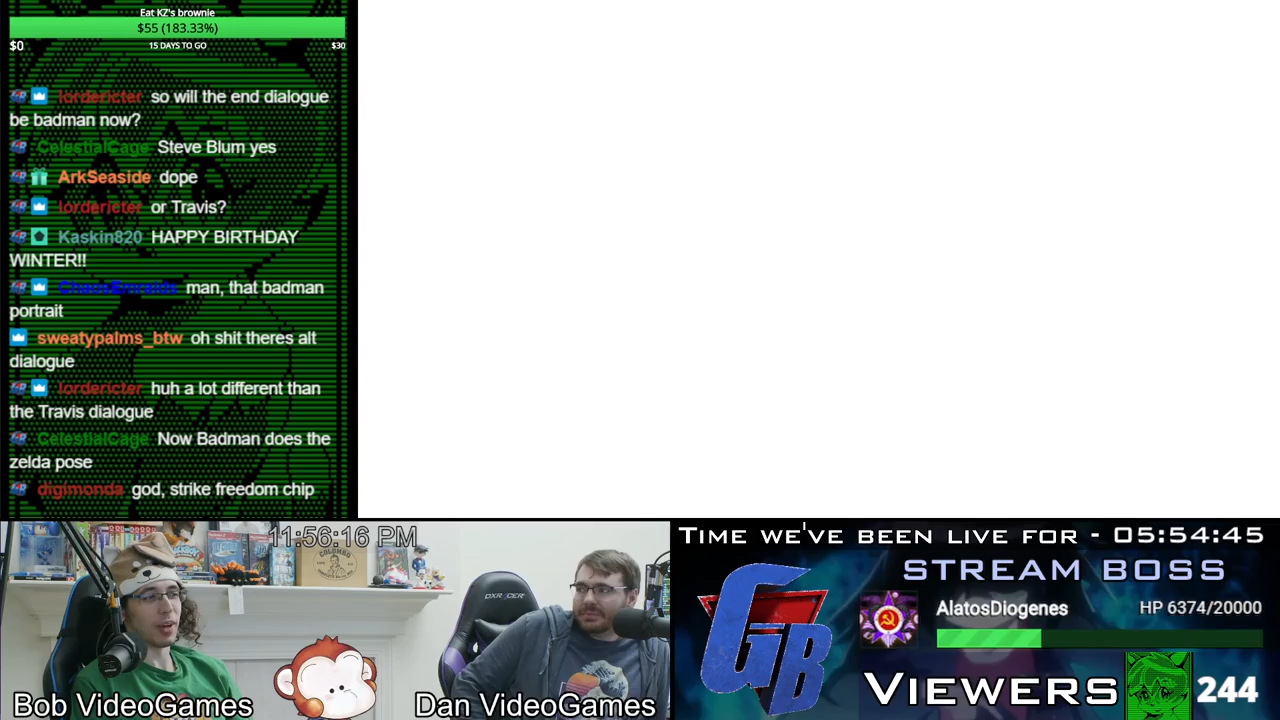 Eat KZ's brownie
$55 (183.33%)
$0 15 DAYS TO GO $30
lordericter so will the end dialogue
be badman now?
CelestialCage Steve Blum yes
ArkSeaside dope
lordericter or Travis?
Kaskin820 HAPPY BIRTHDAY
WINTER!!
ChaosEmralds man, that badman
portrait
sweatypalms_btw oh shit theres alt
dialogue
lordericter huh a lot different than
the Travis dialogue
CelestialCage Now Badman does the
zelda pose
digimonda god, strike freedom chip
11:56:16 PM
COLUMBO
DXRACER
Bob VideoGames
Dan VideoGames
TIME WE'VE BEEN LIVE FOR - 05:54:45
STREAM BOSS
AlatosDiogenes HP 6374/20000
GB
VIEWERS 244